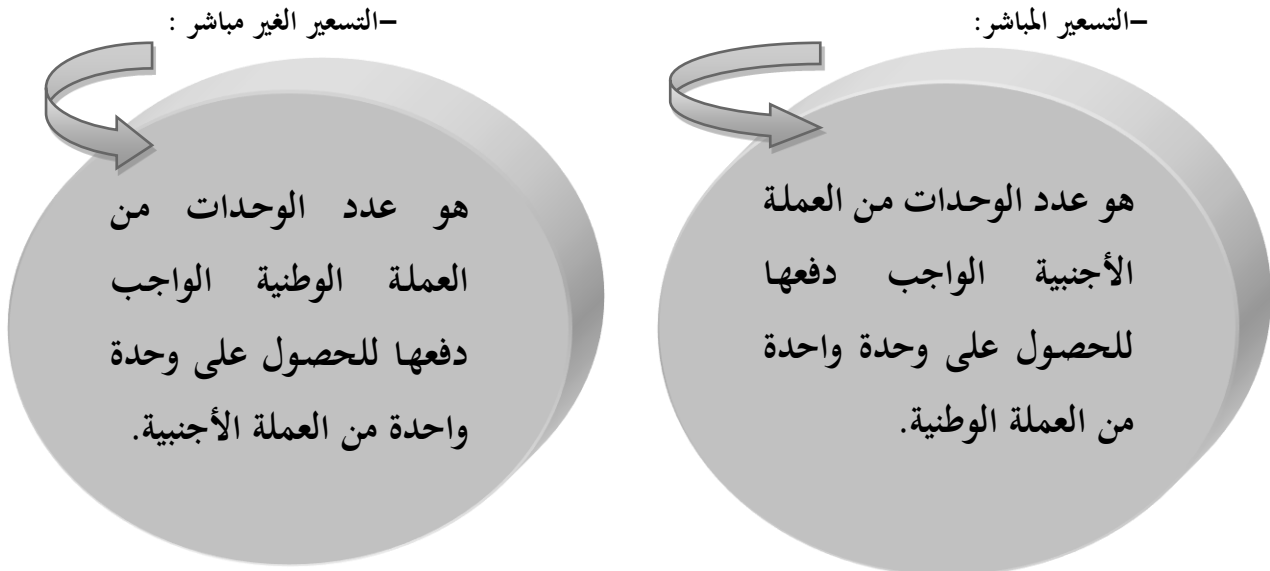 –التسعير المباشر:
هو عدد الوحدات من العملة
الأجنبية الواجب دفعها
للحصول على وحدة واحدة
من العملة الوطنية.
–التسعير الغير مباشر :
هو عدد الوحدات من
العملة الوطنية الواجب
دفعها للحصول على وحدة
واحدة من العملة الأجنبية.